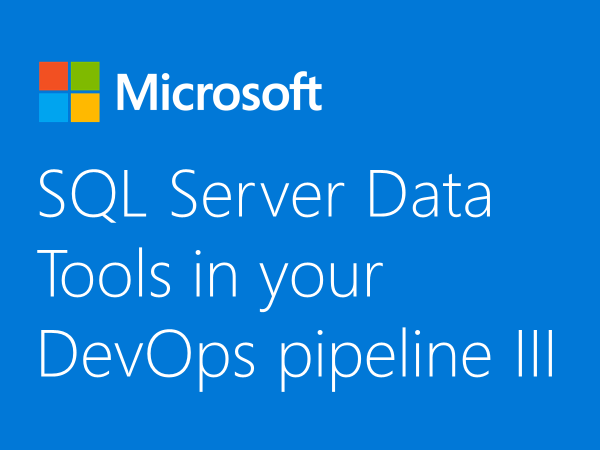 Microsoft
SQL Server Data
Tools in your
DevOps pipeline III